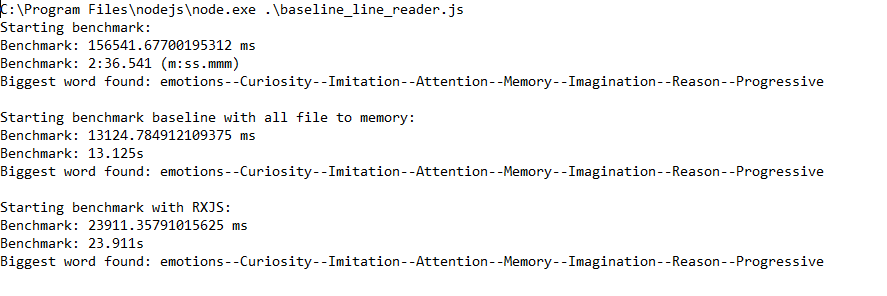 C:\Program Files\nodejs\node.exe .\baseline_line_reader.js
Starting benchmark:
Benchmark: 156541.67700195312 ms
Benchmark: 2:36.541 (m:ss.mmm)
Biggest word found: emotions--Curiosity--Imitation--Attention--Memory--Imagination--Reason--Progressive
Starting benchmark baseline with all file to memory:
Benchmark: 13124.784912109375 ms
Benchmark: 13.125s
Biggest word found: emotions--Curiosity--Imitation--Attention--Memory--Imagination--Reason--Progressive
Starting benchmark with RXJS:
Benchmark: 23911.35791015625 ms
Benchmark: 23.911s
Biggest word found: emotions--Curiosity--Imitation--Attention--Memory--Imagination--Reason--Progressive